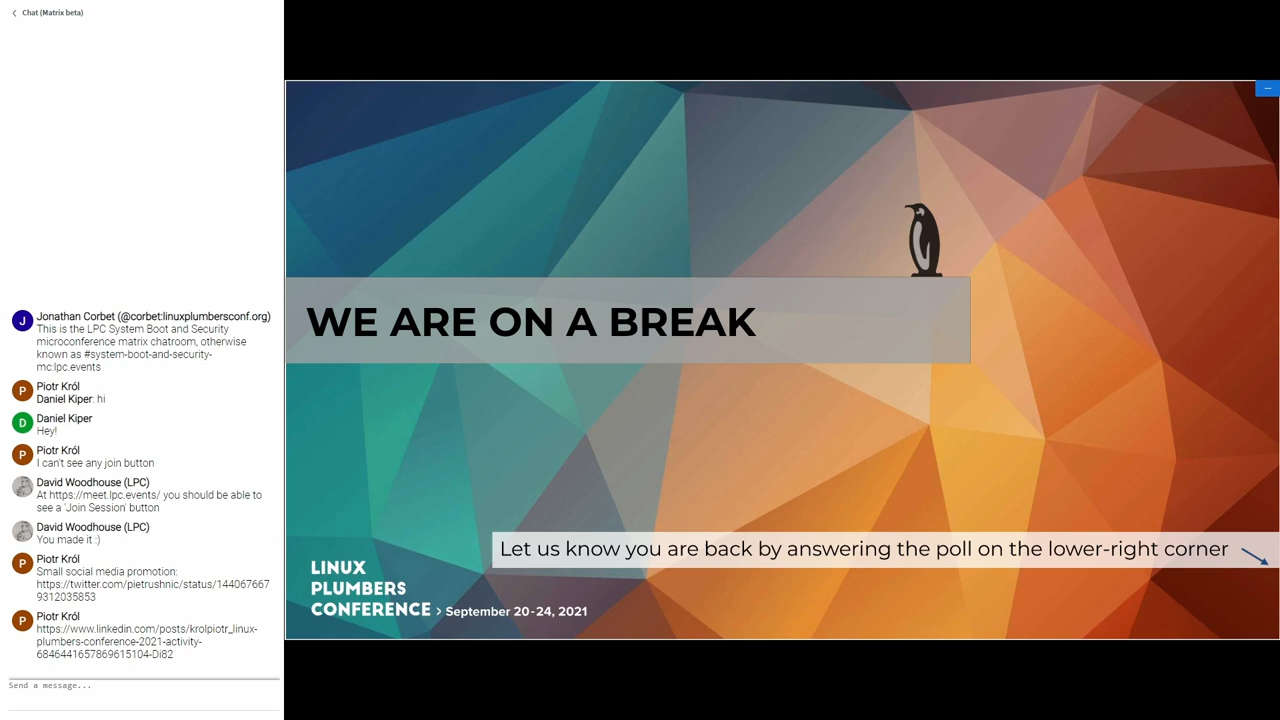 Chat (Matrix beta)
J
Jonathan Corbet (@corbet:linuxplumbersconf.org)
This is the LPC System Boot and Security
microconference matrix chatroom, otherwise
known as #system-boot-and-security-
mc:lpc.events
P
Piotr Król
Daniel Kiper: hi
D
Daniel Kiper
Hey!
P
Piotr Król
I can't see any join button
David Woodhouse (LPC)
At https://meet.lpc.events/ you should be able to
see a 'Join Session' button
David Woodhouse (LPC)
You made it :)
P
Piotr Król
Small social media promotion:
https://twitter.com/pietrushnic/status/144067667
9312035853
P
Piotr Król
https://www.linkedin.com/posts/krolpiotr_linux-
plumbers-conference-2021-activity-
6846441657869615104-Di82
Send a message...
WE ARE ON A BREAK
Let us know you are back by answering the poll on the lower-right corner
LINUX
PLUMBERS
CONFERENCE > September 20-24, 2021